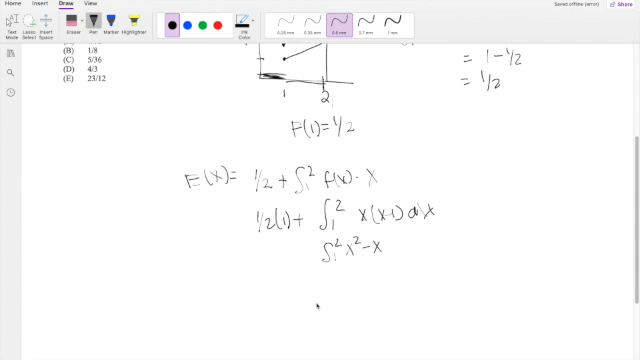 Home Insert Draw View
Saved offline (error)
Text Mode
Lasso Select
Insert Space
Eraser
Pen
Marker
Highlighter
0.25 mm
0.35 mm
0.5 mm
0.7 mm
1 mm
Ink Color
(B) 1/8
(C) 5/36
(D) 4/3
(E) 23/12
1 2
= 1 - 1/2
= 1/2
F(1) = 1/2
E(X) = 1/2 + ∫₁² f(x) - x
1/2(1) + ∫₁² x(x-1) dx
∫₁² x² - x